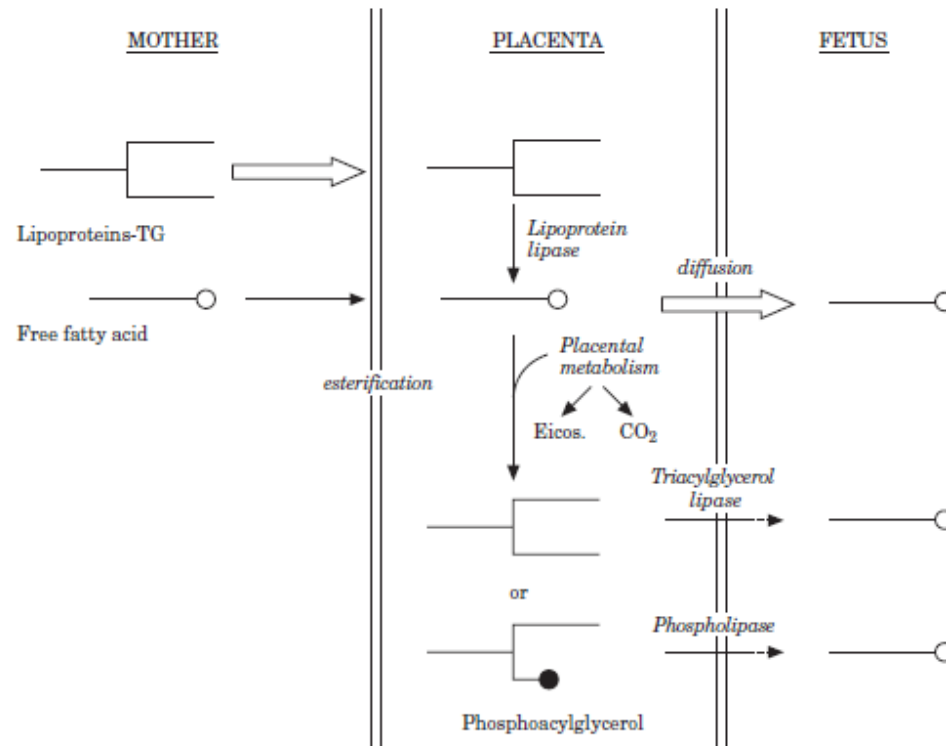 MOTHER
PLACENTA
FETUS
Lipoproteins-TG
Lipoprotein
lipase
diffusion
Free fatty acid
Placental
metabolism
esterification
Eicos.
CO₂
Triacylglycerol
lipase
or
Phospholipase
Phosphoacylglycerol